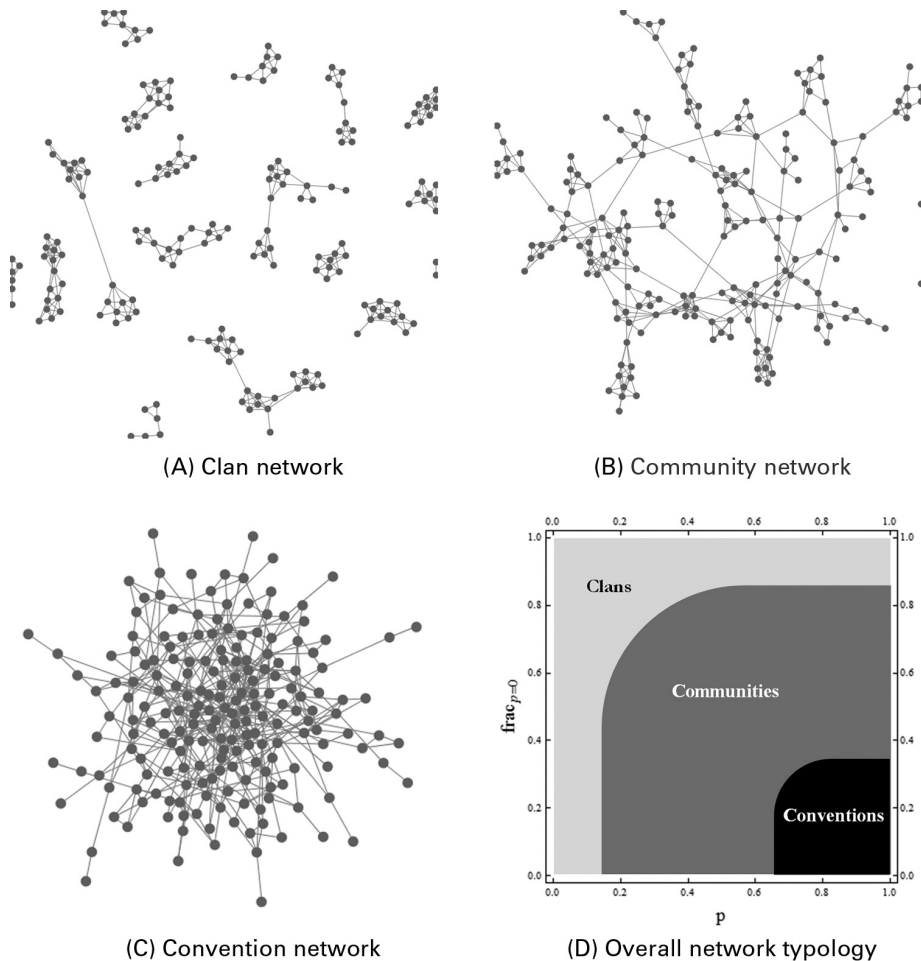 (A) Clan network
(B) Community network
(C) Convention network
0.0 0.2 0.4 0.6 0.8 1.0
1.0 1.0
Clans
0.8 0.8
Communities
0.6 0.6
frac p=0
0.4 0.4
Conventions
0.2 0.2
0.0 0.0
0.0 0.2 0.4 0.6 0.8 1.0
p
(D) Overall network typology